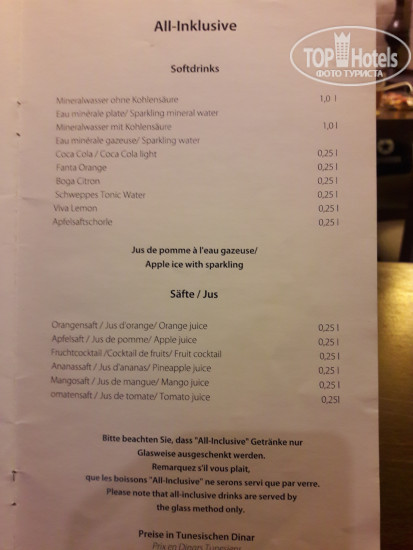 All-Inklusive
TOP Hotels
ФОТО ТУРИСТА
Softdrinks
Mineralwasser ohne Kohlensäure 1,0 l
Eau minérale plate/ Sparkling mineral water
Mineralwasser mit Kohlensäure 1,0 l
Eau minérale gazeuse/ Sparkling water
Coca Cola / Coca Cola light 0,25 l
Fanta Orange 0,25 l
Boga Citron 0,25 l
Schweppes Tonic Water 0,25 l
Viva Lemon 0,25 l
Apfelsaftschorle 0,25 l
Jus de pomme à l'eau gazeuse/
Apple ice with sparkling
Säfte / Jus
Orangensaft / Jus d'orange/ Orange juice 0,25 l
Apfelsaft / Jus de pomme/ Apple juice 0,25 l
Fruchtcocktail /Cocktail de fruits/ Fruit cocktail 0,25 l
Ananassaft / Jus d'ananas/ Pineapple juice 0,25 l
Mangosaft / Jus de mangue/ Mango juice 0,25 l
omatensaft / Jus de tomate/ Tomato juice 0,25l
Bitte beachten Sie, dass "All-Inclusive" Getränke nur
Glasweise ausgeschenkt werden.
Remarquez s'il vous plait,
que les boissons "All-Inclusive" ne serons servi que par verre.
Please note that all-inclusive drinks are served by
the glass method only.
Preise in Tunesischen Dinar
Prix en Dinars Tunisiens